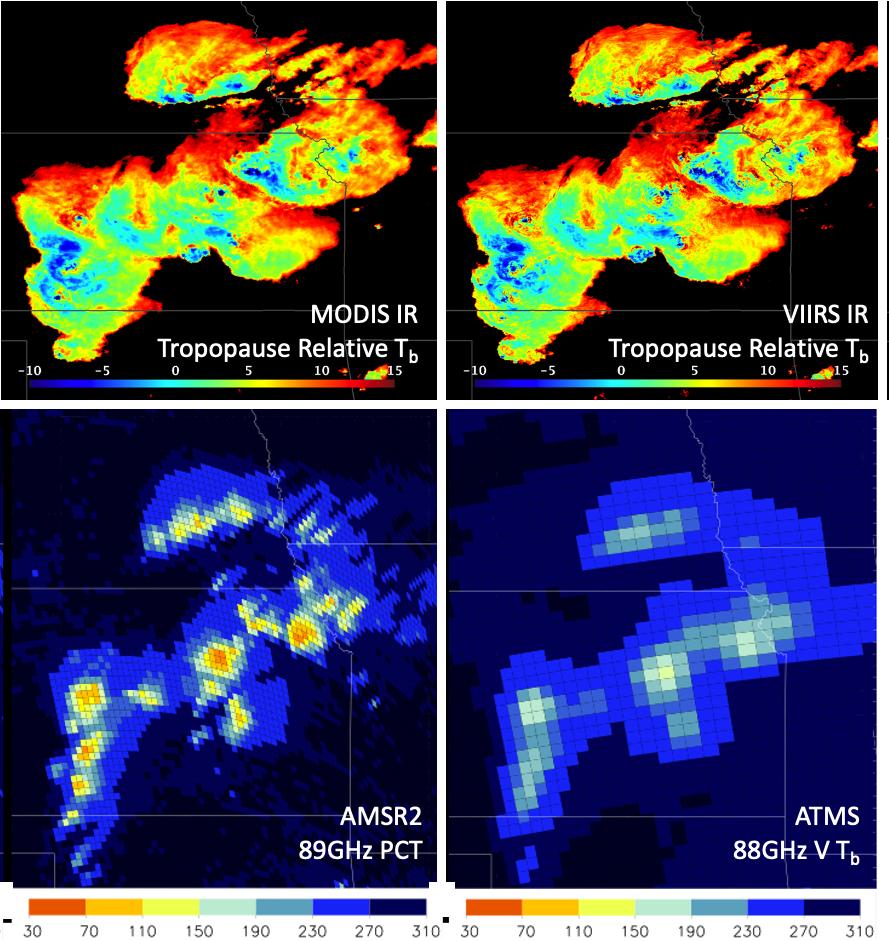 MODIS IR
Tropopause Relative Tb
−10 −5 0 5 10 15
VIIRS IR
Tropopause Relative Tb
−10 −5 0 5 10 15
AMSR2
89GHz PCT
30 70 110 150 190 230 270 310
ATMS
88GHz V Tb
30 70 110 150 190 230 270 310